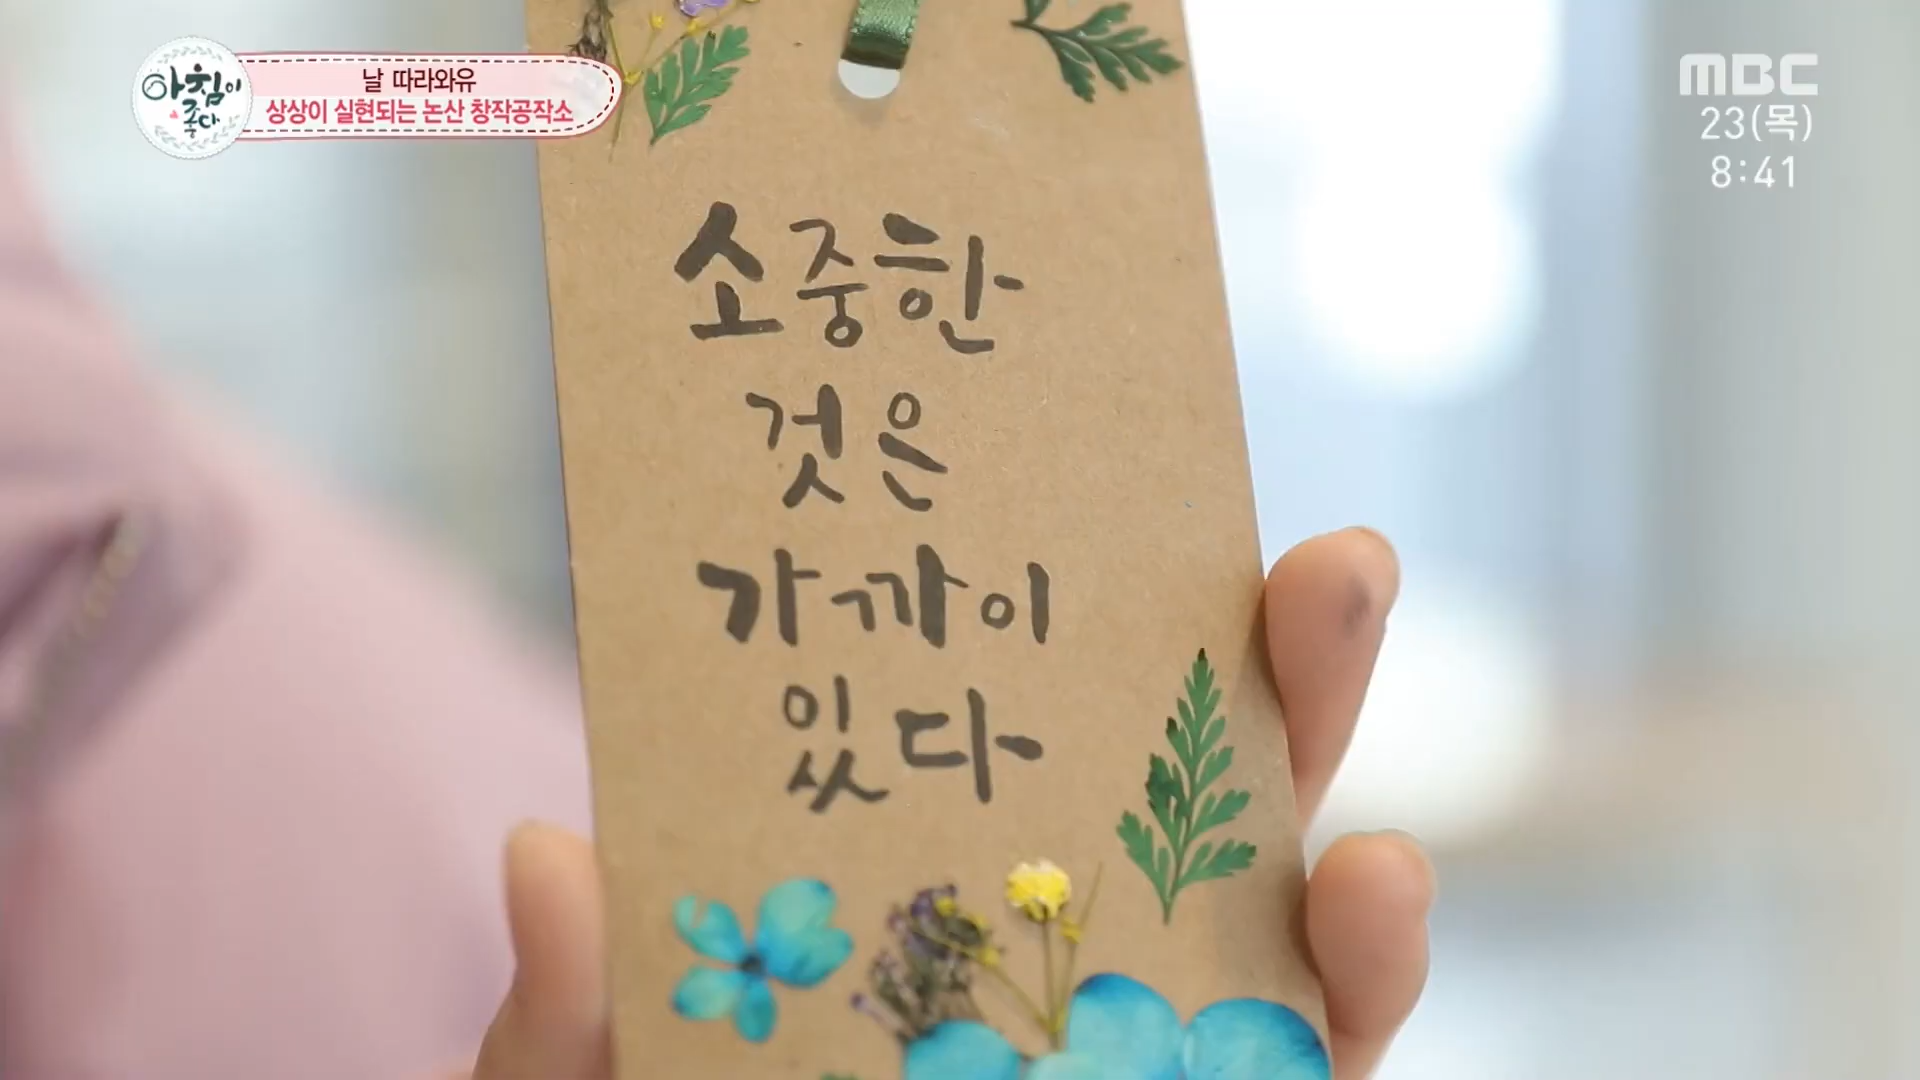 아침이
좋다
날 따라와유
상상이 실현되는 논산 창작공작소
MBC
23(목)
8:41
소중한
것은
가까이
있다